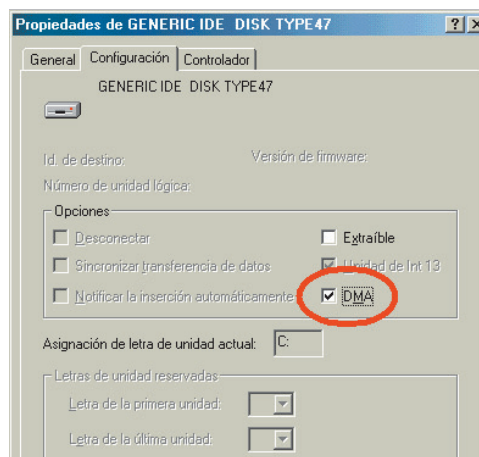 Propiedades de GENERIC IDE DISK TYPE47
General Configuración Controlador
GENERIC IDE DISK TYPE47
Id. de destino: Versión de firmware:
Número de unidad lógica:
Opciones
Desconectar Extraíble
Sincronizar transferencia de datos Unidad de Int 13
Notificar la inserción automáticamente DMA
Asignación de letra de unidad actual: C:
Letras de unidad reservadas
Letra de la primera unidad:
Letra de la última unidad: